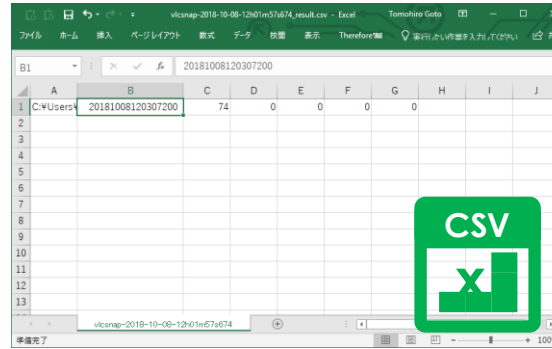 vlcsnap-2018-10-08-12h01m57s674_result.csv - Excel Tomohiro Goto
ファイル ホーム 挿入 ページレイアウト 数式 データ 校閲 表示 Therefore™ 実行したい作業を入力してください
B1 fx 20181008120307200
A B C D E F G H I J
1 C:¥Users¥ 20181008120307200 74 0 0 0 0
2
3
4
5
6
7
8
9
10
11
12
13
CSV
X
vlcsnap-2018-10-08-12h01m57s674
準備完了 100